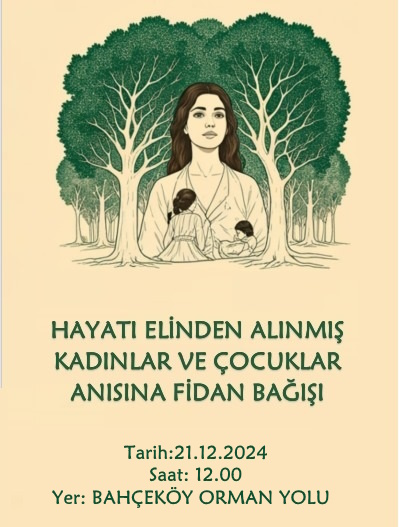 HAYATI ELİNDEN ALINMIŞ
KADINLAR VE ÇOCUKLAR
ANISINA FİDAN BAĞIŞI
Tarih:21.12.2024
Saat: 12.00
Yer: BAHÇEKÖY ORMAN YOLU